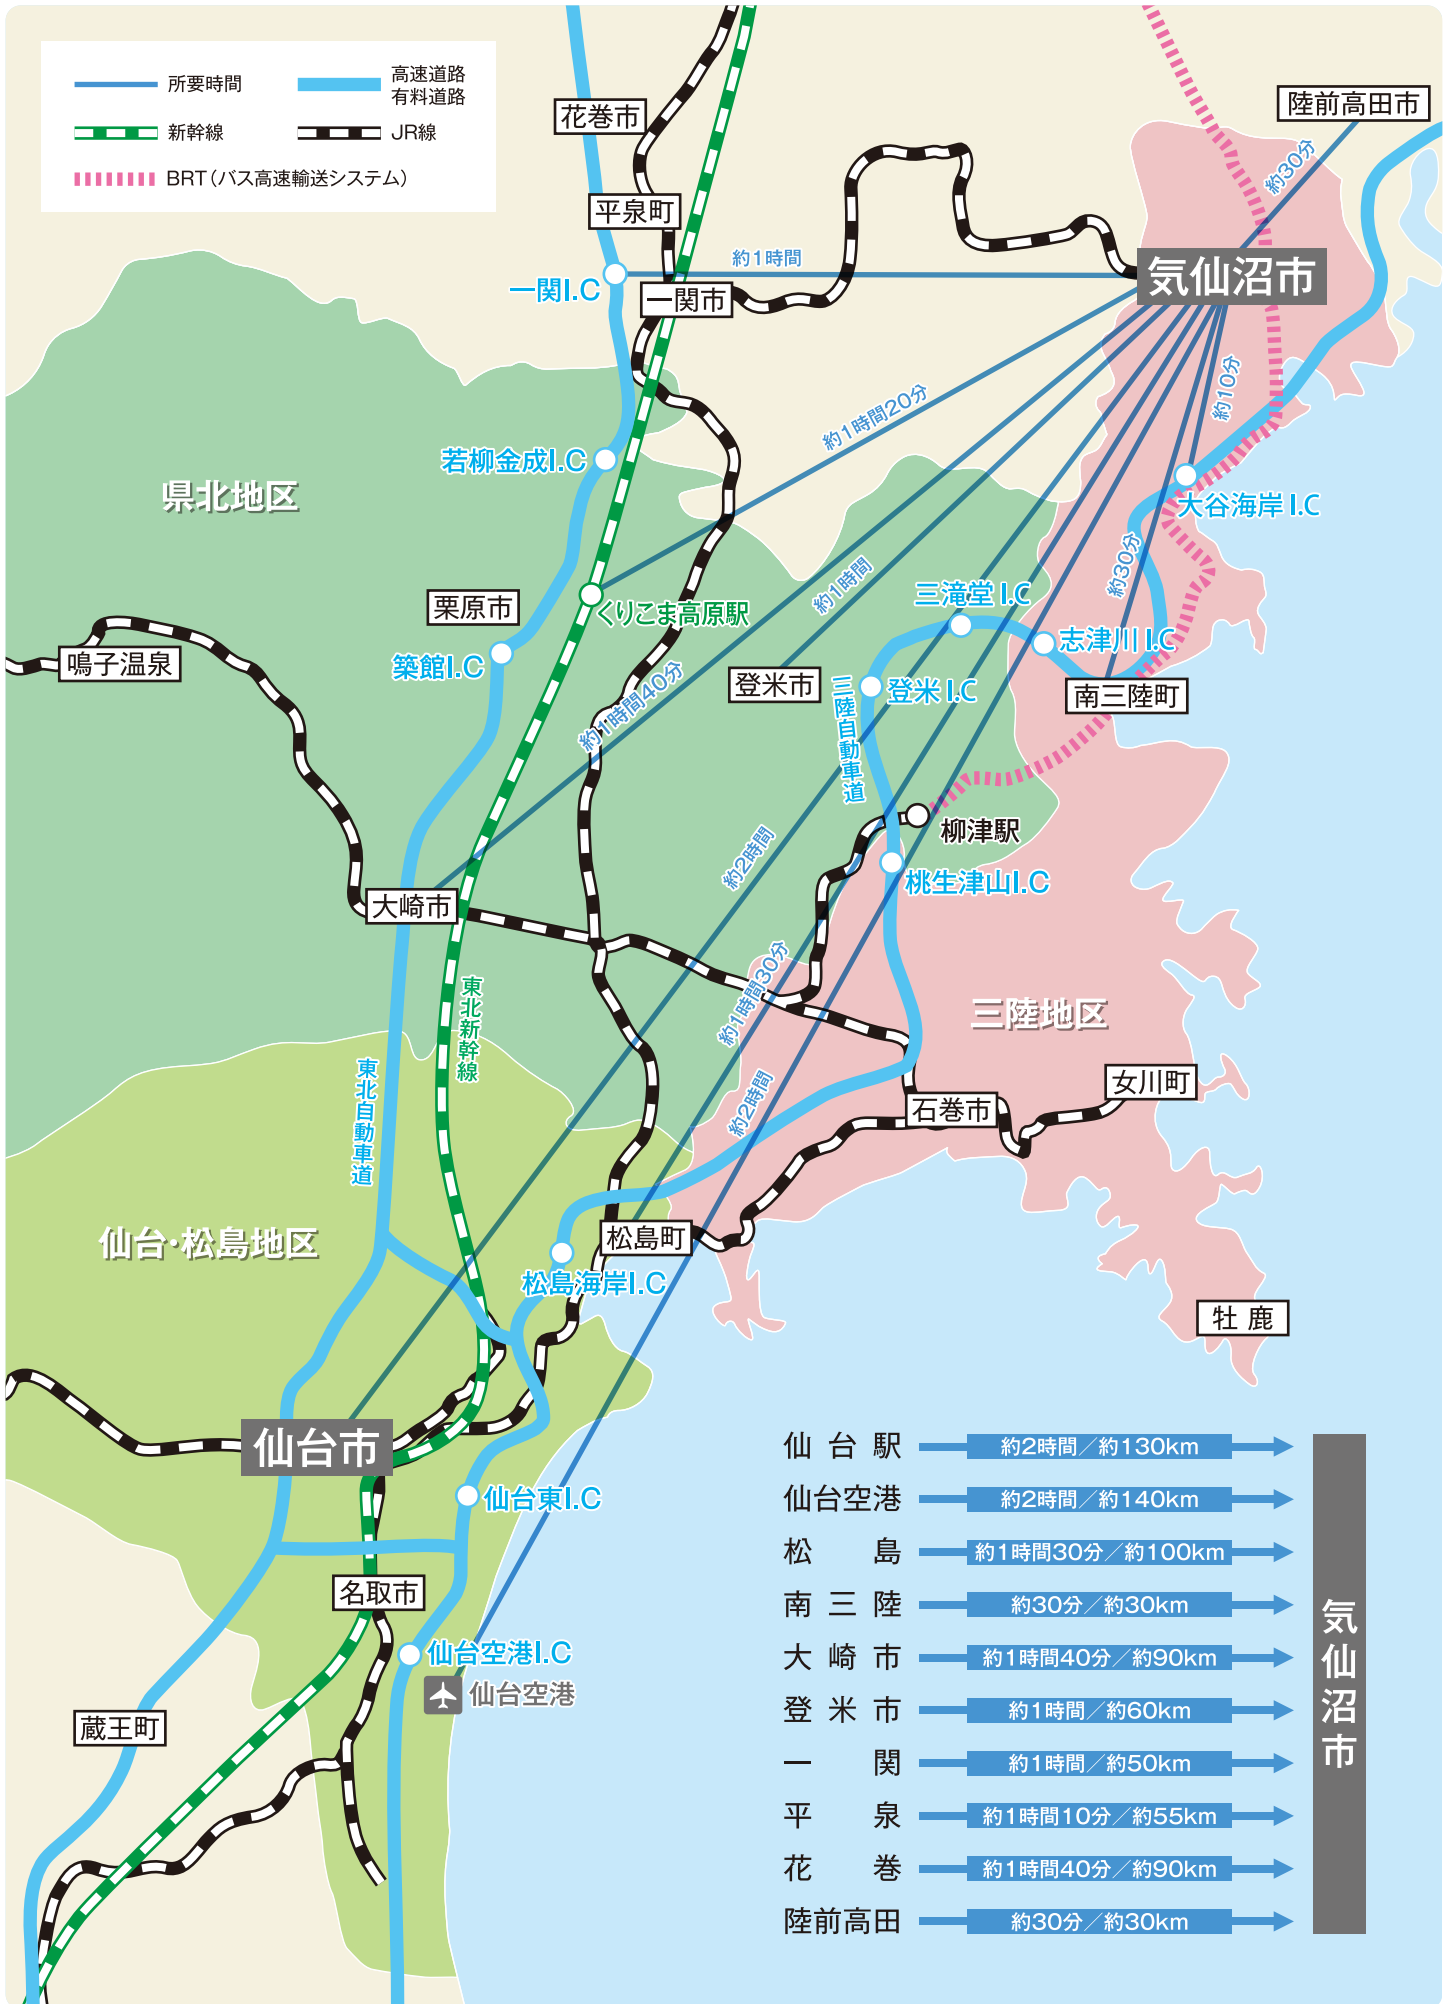 所要時間
高速道路
有料道路
新幹線
JR線
BRT（バス高速輸送システム）
花巻市
陸前高田市
約30分
平泉町
約1時間
気仙沼市
一関I.C
一関市
約1時間20分
約10分
若柳金成I.C
県北地区
大谷海岸I.C
約30分
約1時間
三滝堂I.C
栗原市
くりこま高原駅
志津川I.C
鳴子温泉
築館I.C
登米市
登米I.C
南三陸町
約1時間40分
三陸自動車道
柳津駅
約2時間
桃生津山I.C
大崎市
約1時間30分
東北新幹線
三陸地区
東北自動車道
約2時間
女川町
石巻市
仙台・松島地区
松島町
松島海岸I.C
牡鹿
仙台市
仙台東I.C
名取市
仙台空港I.C
仙台空港
蔵王町
仙台駅 約2時間／約130km
仙台空港 約2時間／約140km
松島 約1時間30分／約100km
南三陸 約30分／約30km
大崎市 約1時間40分／約90km
登米市 約1時間／約60km
一関 約1時間／約50km
平泉 約1時間10分／約55km
花巻 約1時間40分／約90km
陸前高田 約30分／約30km
気仙沼市